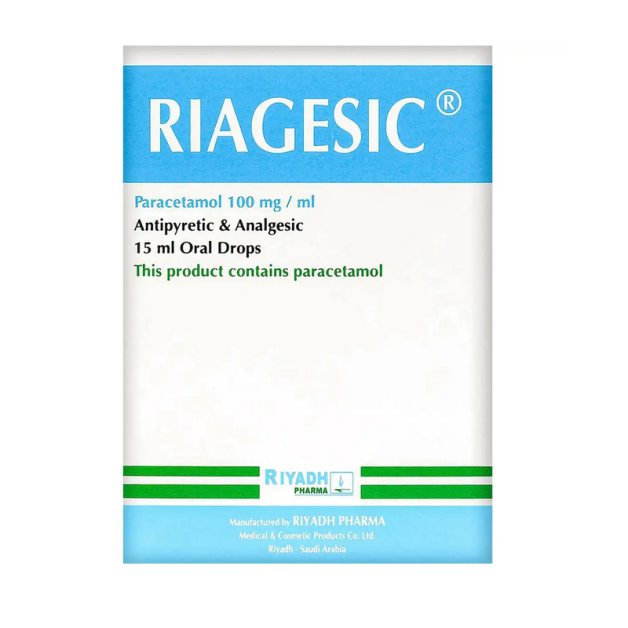 RIAGESIC ®
Paracetamol 100 mg / ml
Antipyretic & Analgesic
15 ml Oral Drops
This product contains paracetamol
RIYADH
PHARMA
Manufactured by RIYADH PHARMA
Medical & Cosmetic Products Co. Ltd.
Riyadh - Saudi Arabia